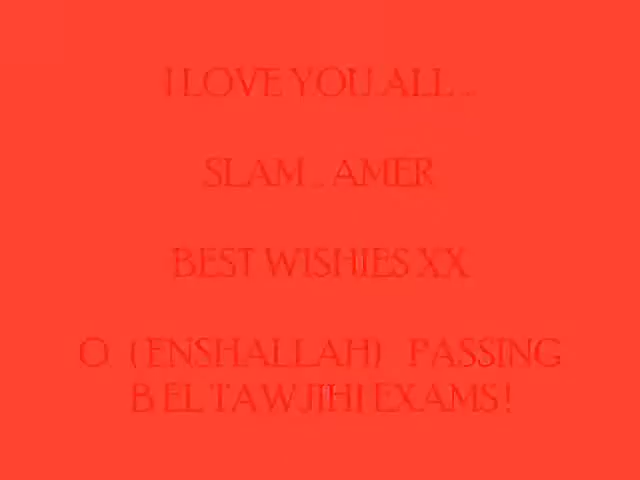 I LOVE YOU ALL ..
SLAM .. AMER
BEST WISHIES XX
O ( ENSHALLAH) PASSING
B EL TAWJIHI EXAMS !